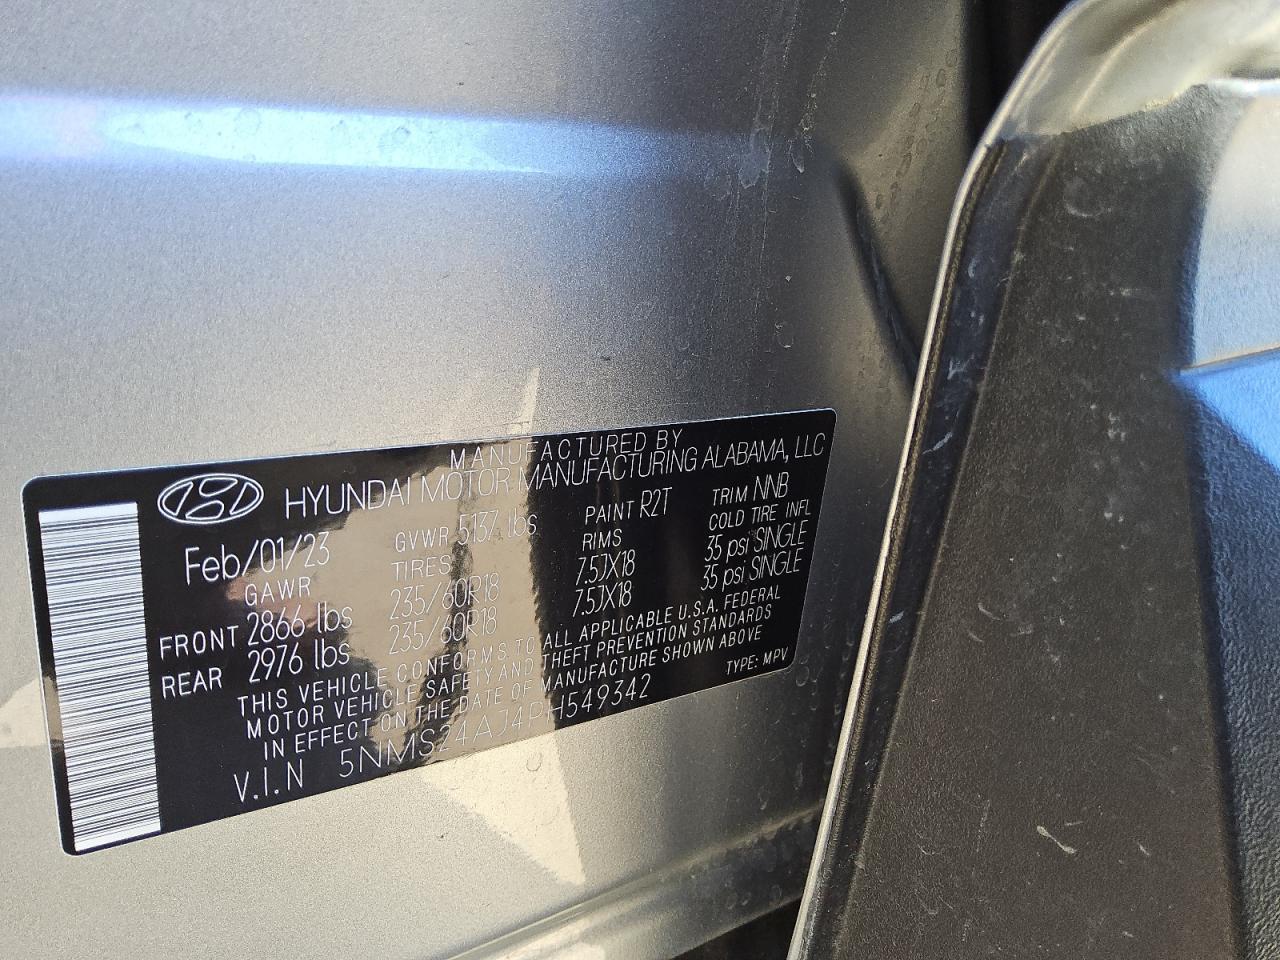 MANUFACTURED BY
HYUNDAI MOTOR MANUFACTURING ALABAMA, LLC
Feb/01/23 GVWR 5137 lbs PAINT R2T TRIM NNB
GAWR TIRES RIMS COLD TIRE INFL
FRONT 2866 lbs 235/60R18 7.5JX18 35 psi SINGLE
REAR 2976 lbs 235/60R18 7.5JX18 35 psi SINGLE
THIS VEHICLE CONFORMS TO ALL APPLICABLE U.S.A. FEDERAL
MOTOR VEHICLE SAFETY AND THEFT PREVENTION STANDARDS
IN EFFECT ON THE DATE OF MANUFACTURE SHOWN ABOVE
V.I.N 5NMS24AJ4PH549342 TYPE: MPV